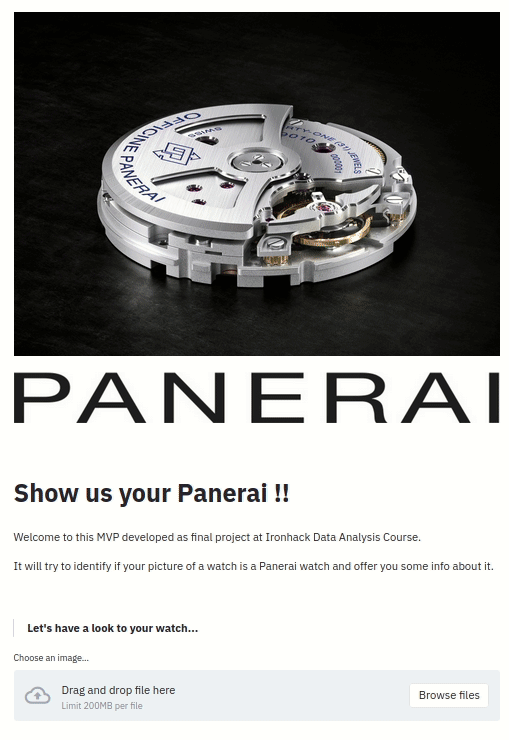 OFFICINE PANERAI
SWISS
(31) JEWELS
PANERAI
Show us your Panerai !!
Welcome to this MVP developed as final project at Ironhack Data Analysis Course.
It will try to identify if your picture of a watch is a Panerai watch and offer you some info about it.
Let's have a look to your watch...
Choose an image...
Drag and drop file here
Limit 200MB per file
Browse files